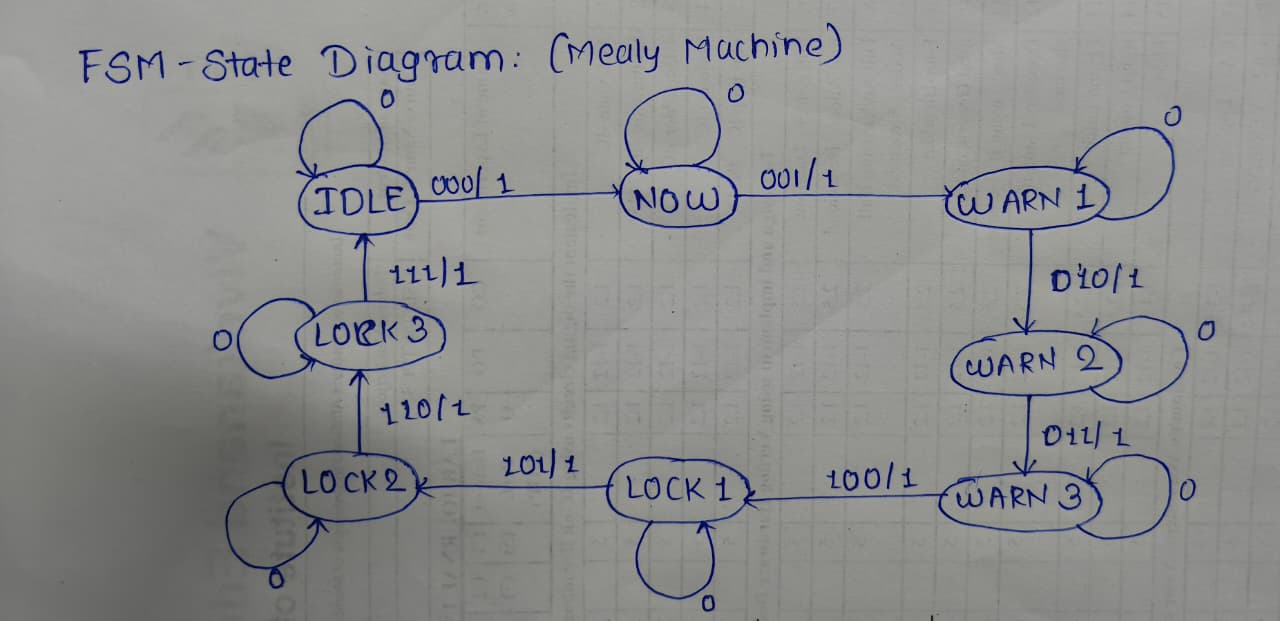 FSM-State Diagram: (Mealy Machine)
0
0
0
IDLE
000/1
NOW
001/1
WARN 1
111/1
010/1
0
LOCK 3
WARN 2
0
110/1
011/1
LOCK 2
101/1
LOCK 1
100/1
WARN 3
0
0
0